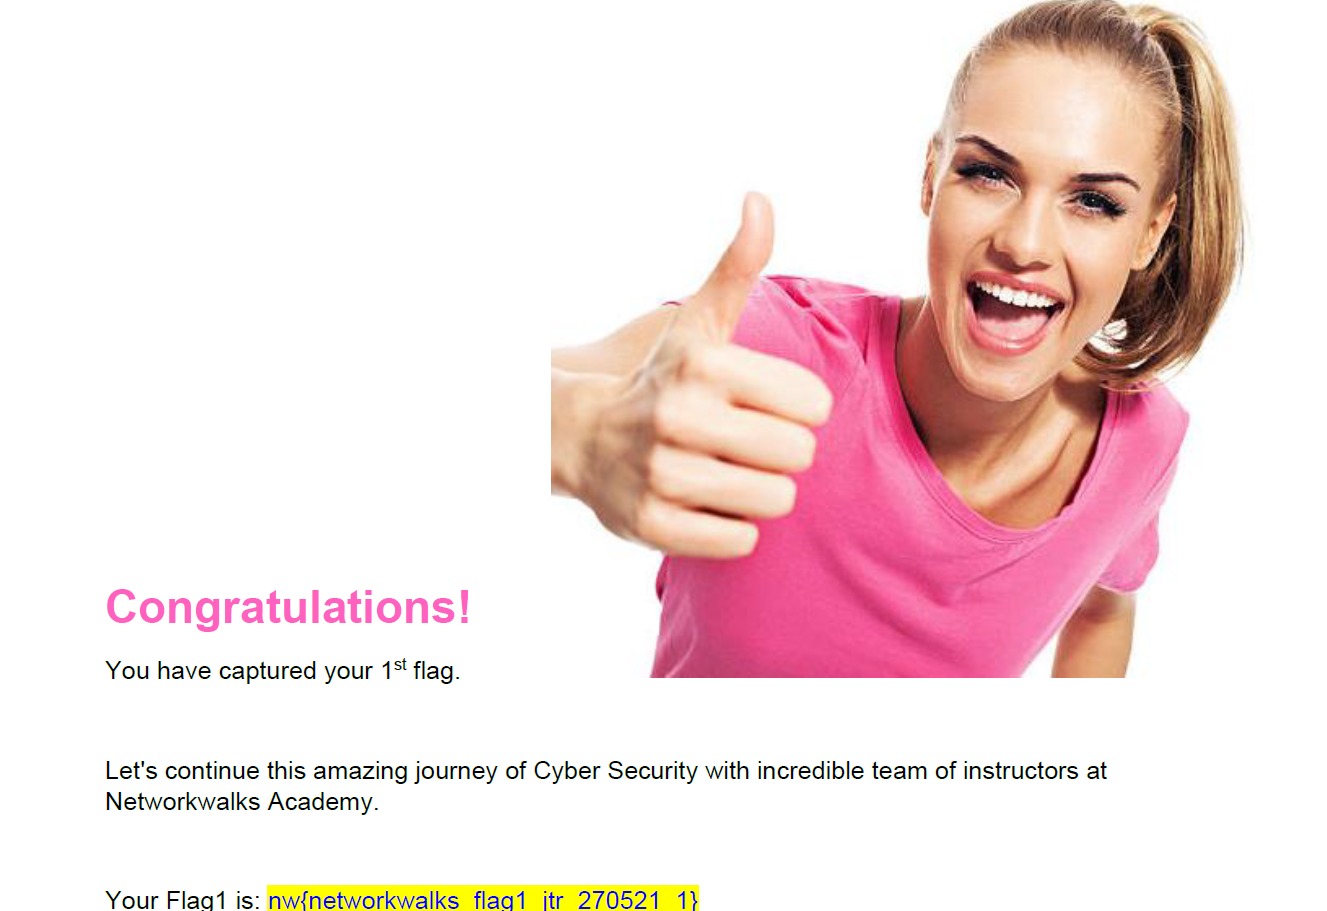 Congratulations!
You have captured your 1st flag.
Let's continue this amazing journey of Cyber Security with incredible team of instructors at
Networkwalks Academy.
Your Flag1 is: nw{networkwalks_flag1_jtr_270521_1}